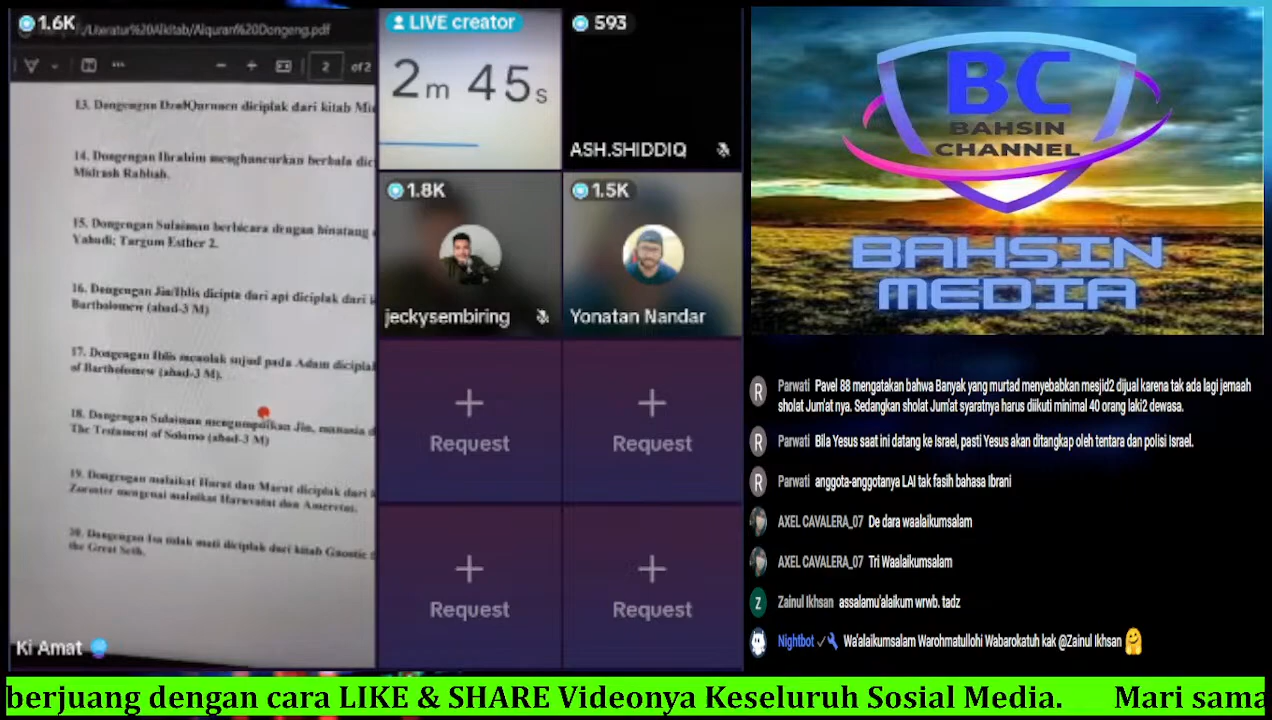 1.6K
/Literatur%20Alkitab/Alquran%20Dongeng.pdf
2 of 2
13. Dongengan DzulQurnaen diciplak dari kitab
14. Dongengan Ibrahim menghancurkan berhala
Midrash Rabbah.
15. Dongengan Sulaiman berbicara dengan binatang
Yahudi; Targum Esther 2.
16. Dongengan Jin/Iblis dicipta dari api diciplak dari
Bartholomew (abad-3 M)
17. Dongengan Iblis menolak sujud pada Adam diciplak
of Bartholomew (abad-3 M).
18. Dongengan Sulaiman mengumpulkan Jin, manusia
The Testament of Solomo (abad-3 M)
19. Dongengan malaikat Harut dan Marut diciplak dari
Zoroster mengenai malaikat Haruvatat dan Ameretat.
20. Dongengan Isa tidak mati diciplak dari kitab Gnostic
the Great Seth.
Ki Amat
LIVE creator
2m 45s
593
ASH.SHIDDIQ
1.8K
jeckysembiring
1.5K
Yonatan Nandar
+
Request
+
Request
+
Request
+
Request
BC
BAHSIN
CHANNEL
BAHSIN
MEDIA
R Parwati Pavel 88 mengatakan bahwa Banyak yang murtad menyebabkan mesjid2 dijual karena tak ada lagi jemaah
sholat Jum'at nya. Sedangkan sholat Jum'at syaratnya harus diikuti minimal 40 orang laki2 dewasa.
R Parwati Bila Yesus saat ini datang ke Israel, pasti Yesus akan ditangkap oleh tentara dan polisi Israel.
R Parwati anggota-anggotanya LAI tak fasih bahasa Ibrani
AXEL CAVALERA_07 De dara waalaikumsalam
AXEL CAVALERA_07 Tri Waalaikumsalam
Z Zainul Ikhsan assalamu'alaikum wrwb. tadz
Nightbot Wa'alaikumsalam Warohmatullohi Wabarokatuh kak @Zainul Ikhsan 🤗
berjuang dengan cara LIKE & SHARE Videonya Keseluruh Sosial Media. Mari sama